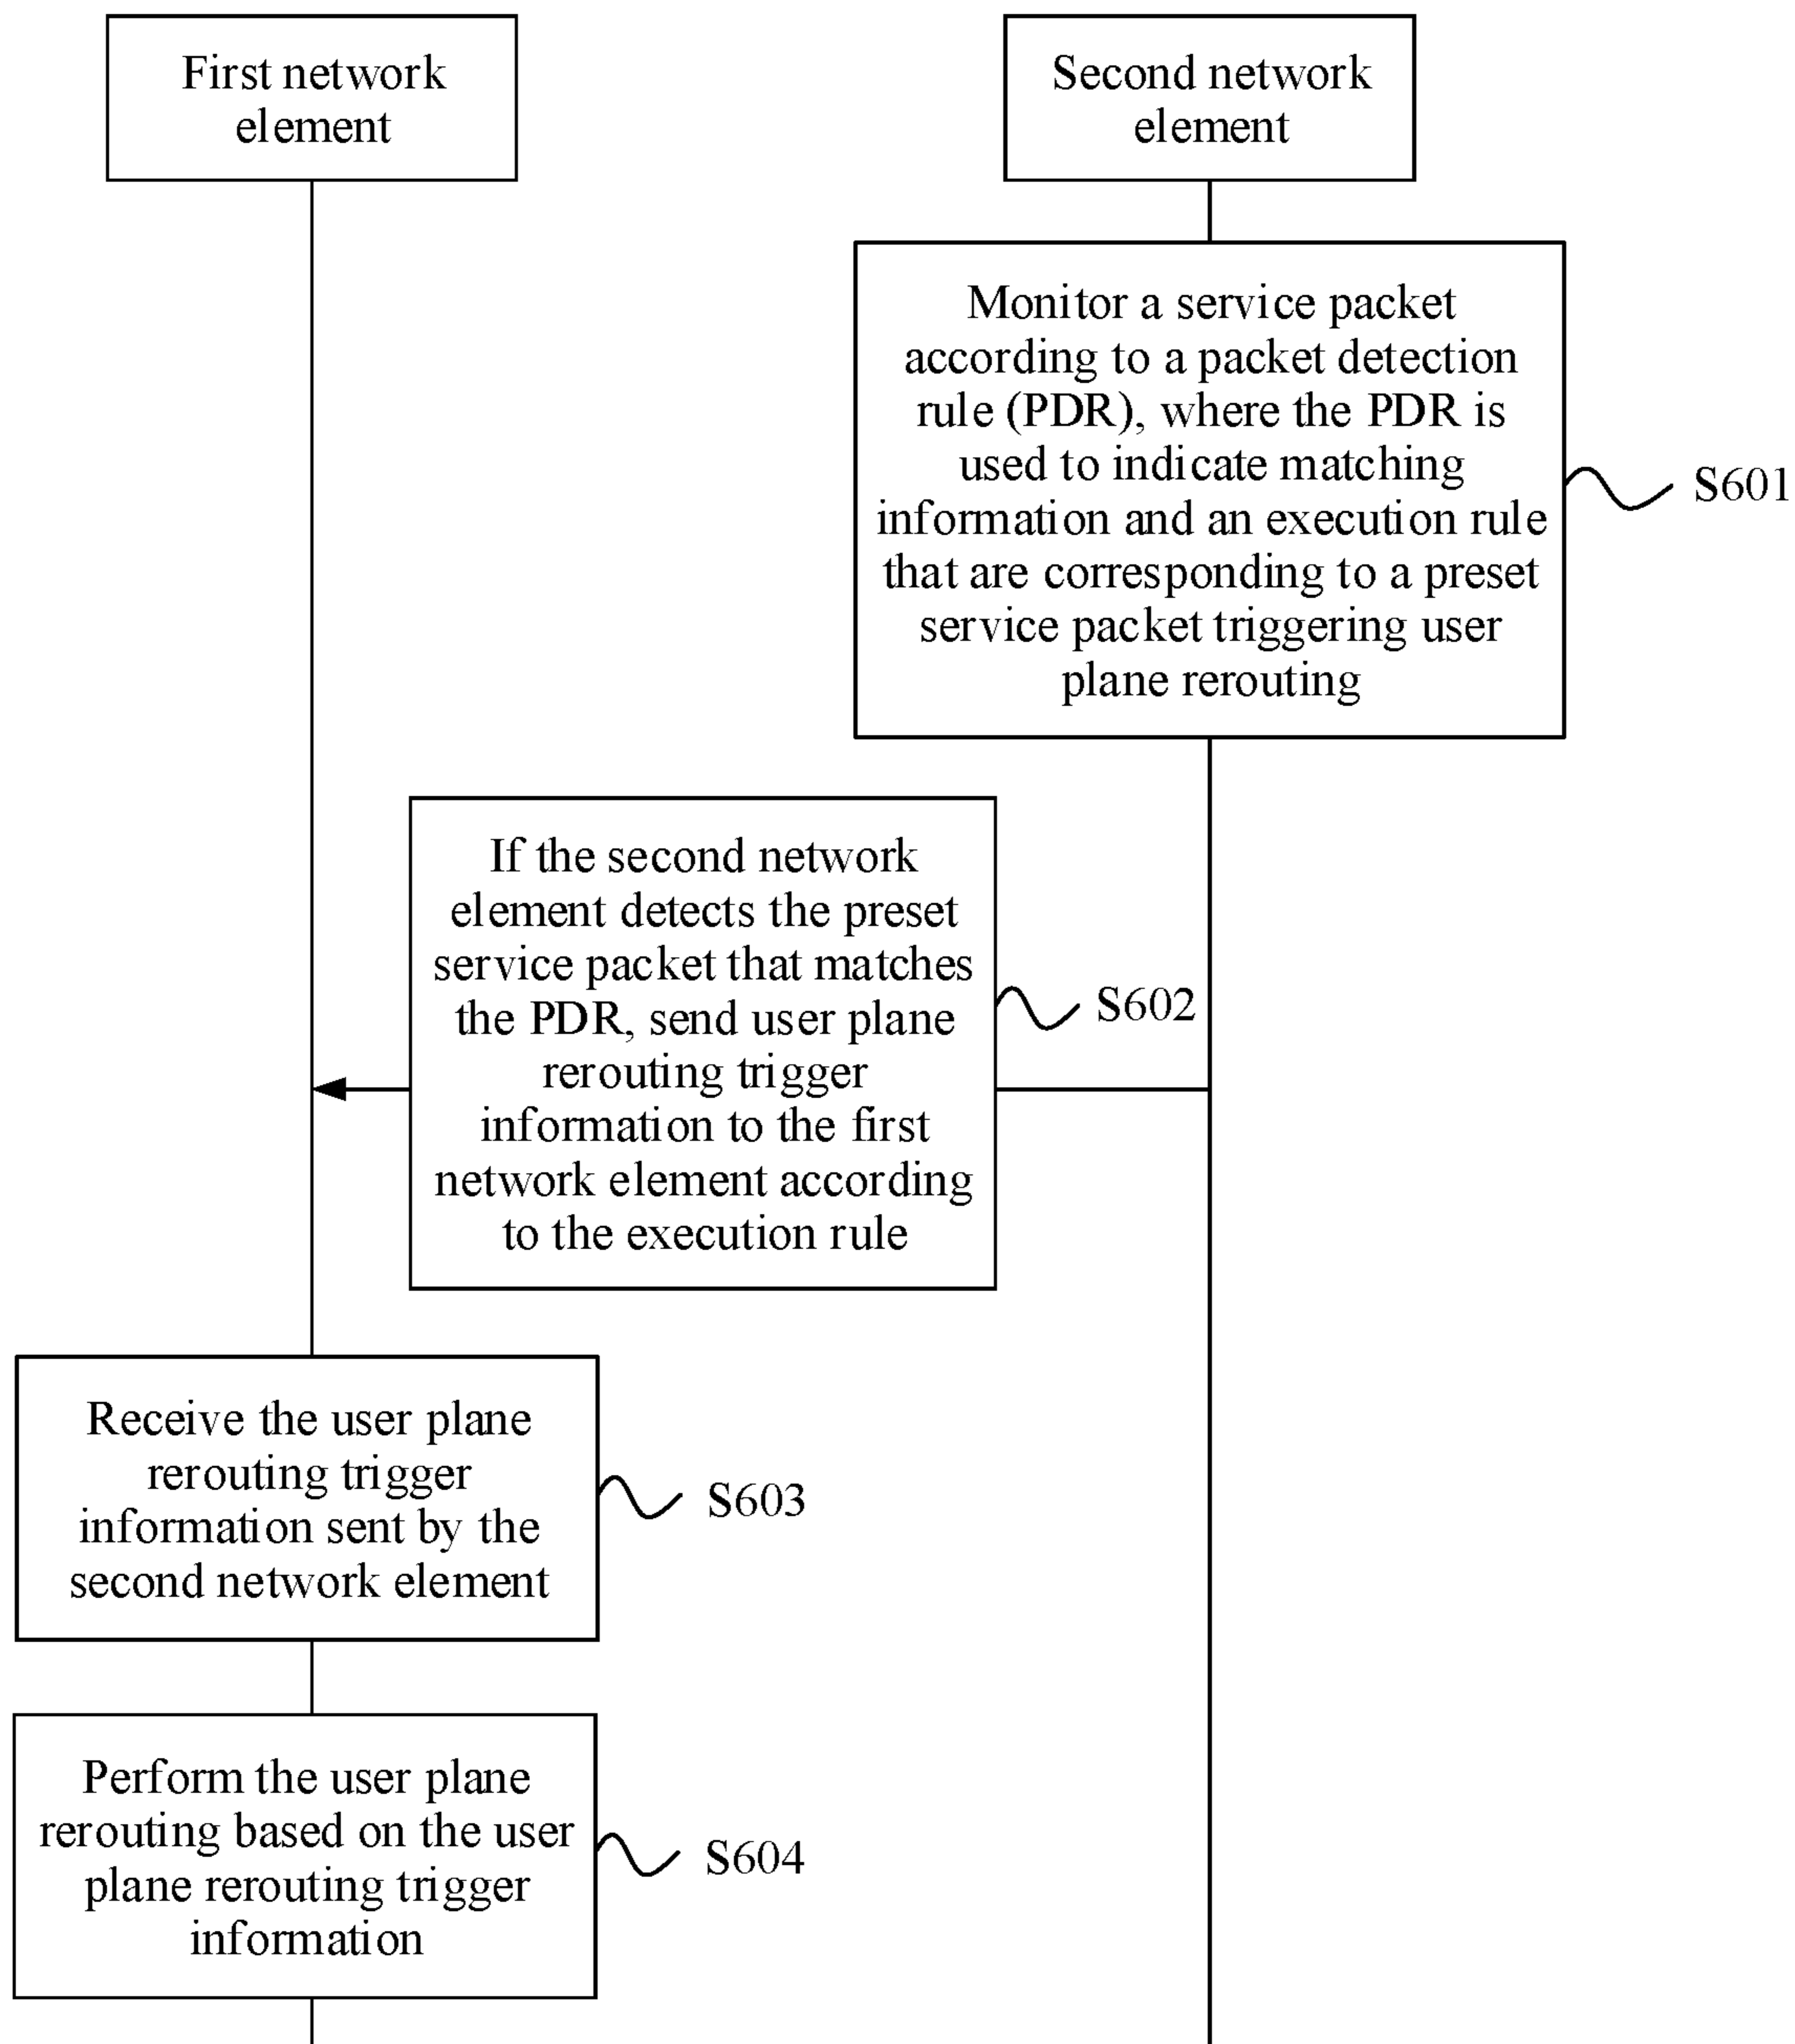 First network
element
Second network
element
Monitor a service packet
according to a packet detection
rule (PDR), where the PDR is
used to indicate matching
information and an execution rule
that are corresponding to a preset
service packet triggering user
plane rerouting
S601
If the second network
element detects the preset
service packet that matches
the PDR, send user plane
rerouting trigger
information to the first
network element according
to the execution rule
S602
Receive the user plane
rerouting trigger
information sent by the
second network element
S603
Perform the user plane
rerouting based on the user
plane rerouting trigger
information
S604